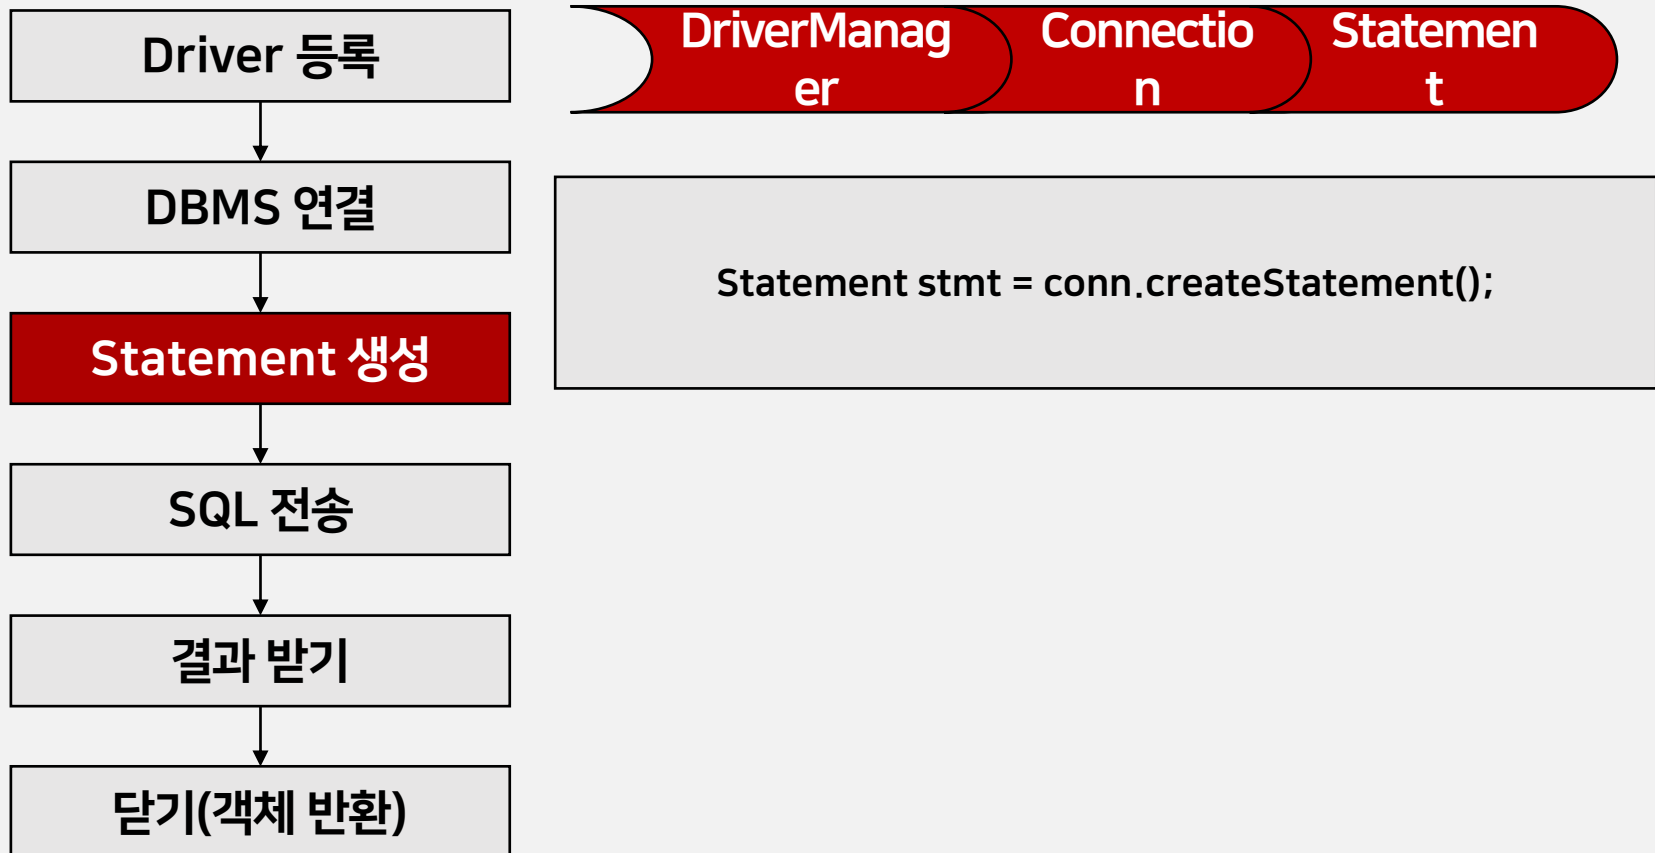 Driver 등록
DBMS 연결
Statement 생성
SQL 전송
결과 받기
닫기(객체 반환)
DriverManag
er
Connectio
n
Statemen
t
Statement stmt = conn.createStatement();